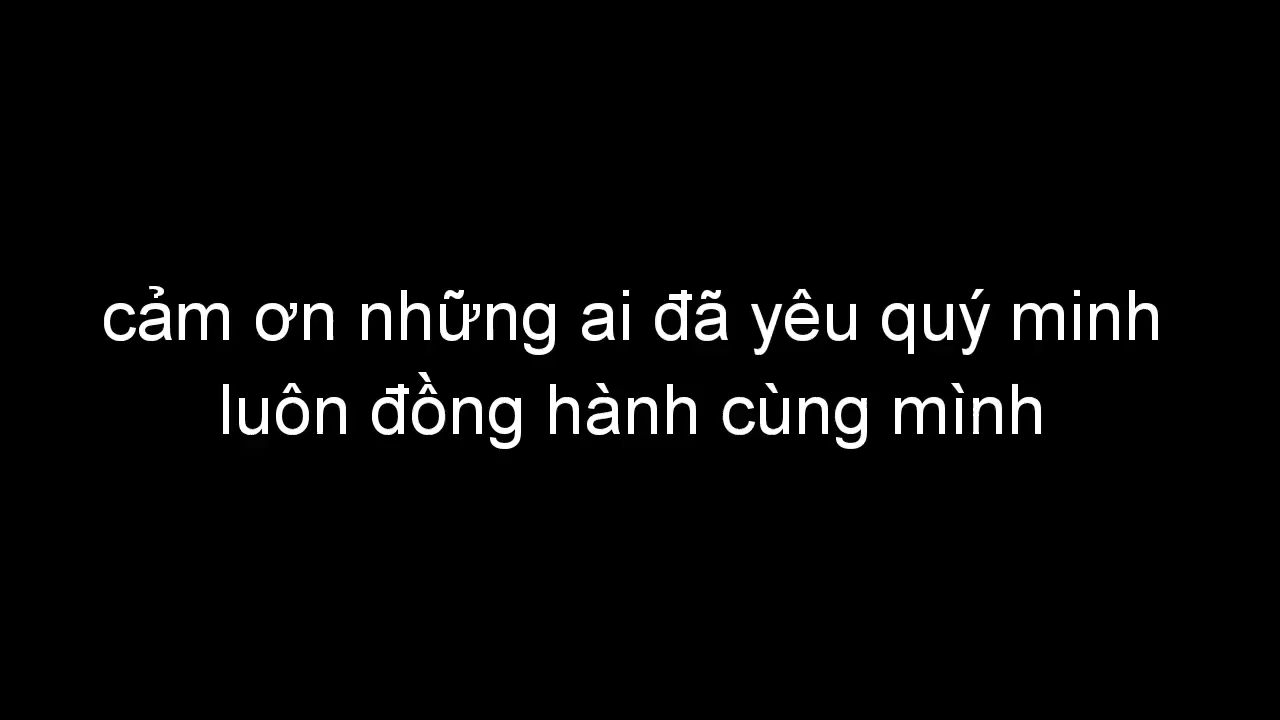 cảm ơn những ai đã yêu quý minh
luôn đồng hành cùng mình